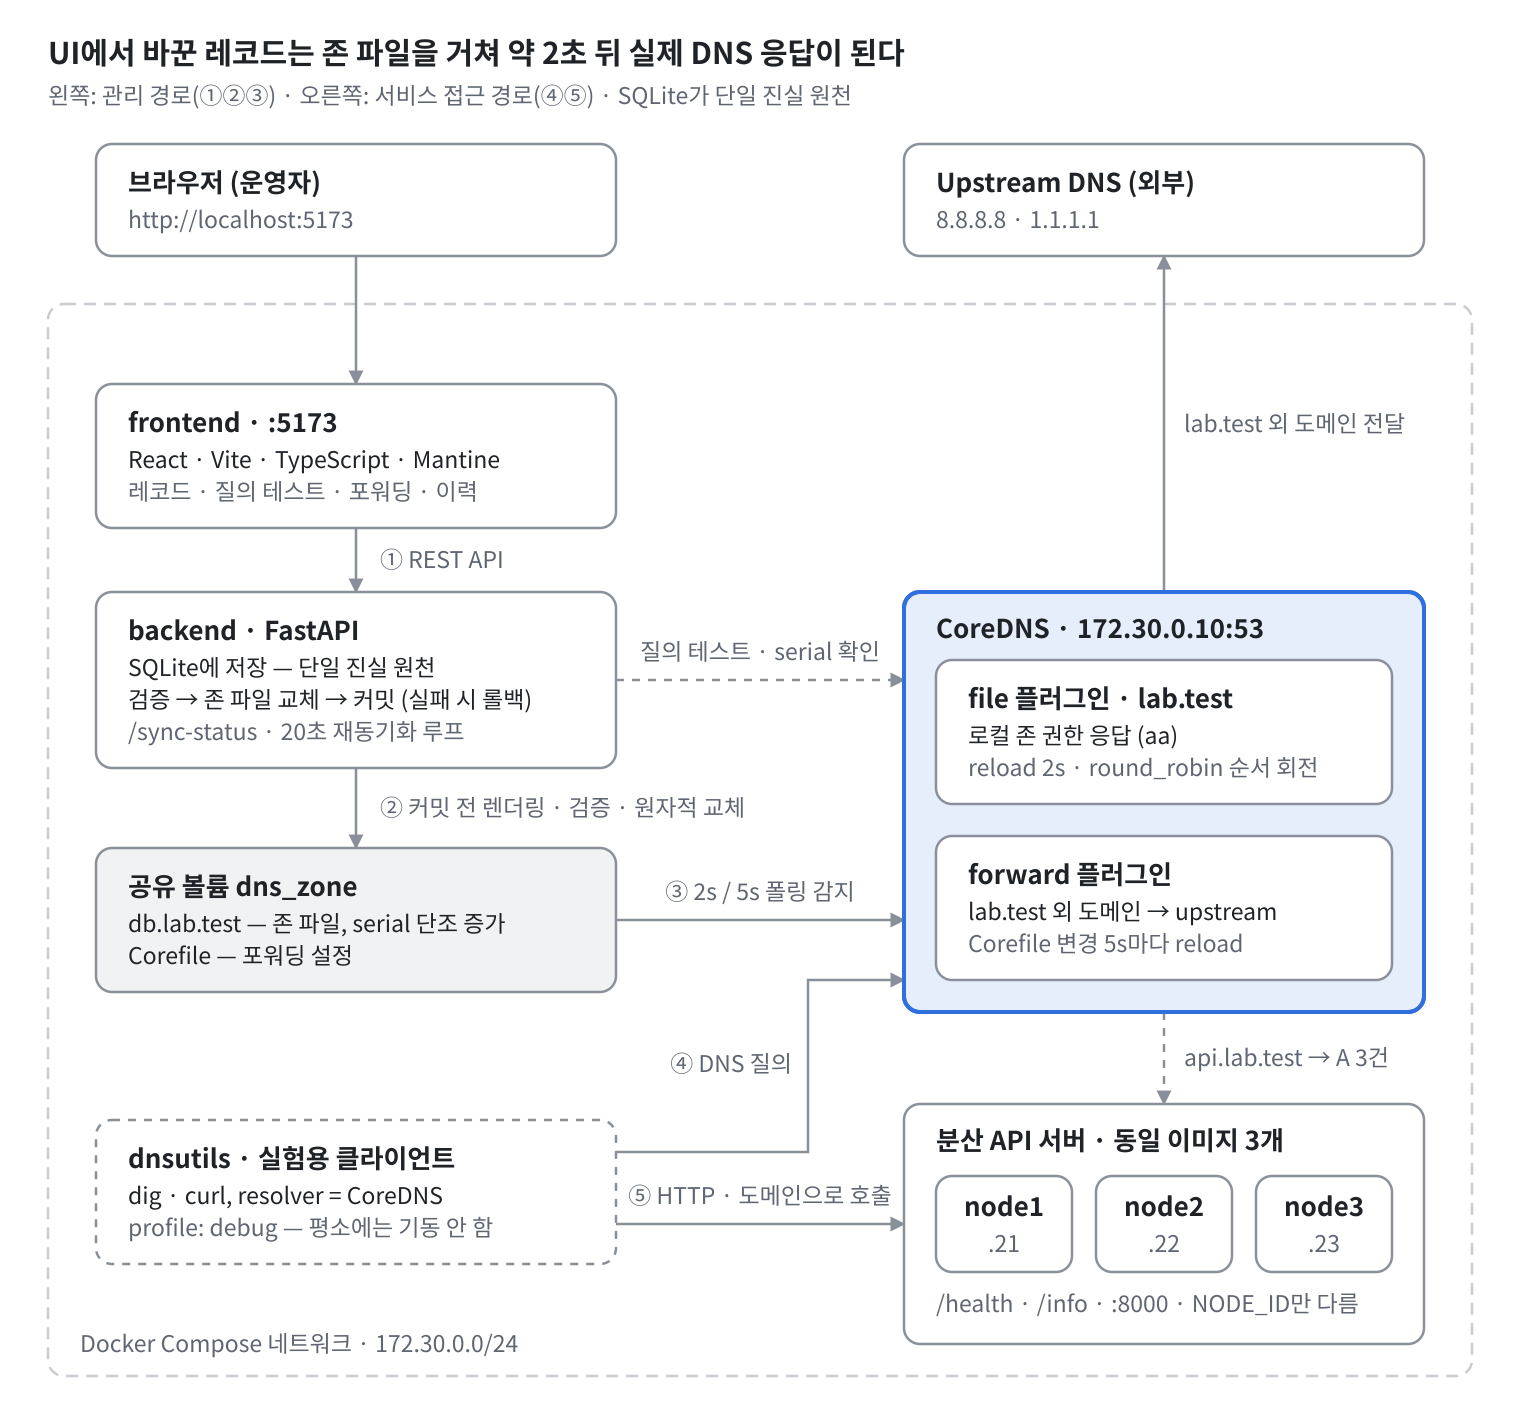 UI에서 바꾼 레코드는 존 파일을 거쳐 약 2초 뒤 실제 DNS 응답이 된다
왼쪽: 관리 경로(①②③) · 오른쪽: 서비스 접근 경로(④⑤) · SQLite가 단일 진실 원천
브라우저 (운영자)
http://localhost:5173
Upstream DNS (외부)
8.8.8.8 · 1.1.1.1
frontend · :5173
React · Vite · TypeScript · Mantine
레코드 · 질의 테스트 · 포워딩 · 이력
lab.test 외 도메인 전달
① REST API
backend · FastAPI
SQLite에 저장 — 단일 진실 원천
검증 → 존 파일 교체 → 커밋 (실패 시 롤백)
/sync-status · 20초 재동기화 루프
질의 테스트 · serial 확인
CoreDNS · 172.30.0.10:53
file 플러그인 · lab.test
로컬 존 권한 응답 (aa)
reload 2s · round_robin 순서 회전
② 커밋 전 렌더링 · 검증 · 원자적 교체
공유 볼륨 dns_zone
db.lab.test — 존 파일, serial 단조 증가
Corefile — 포워딩 설정
③ 2s / 5s 폴링 감지
forward 플러그인
lab.test 외 도메인 → upstream
Corefile 변경 5s마다 reload
④ DNS 질의
api.lab.test → A 3건
dnsutils · 실험용 클라이언트
dig · curl, resolver = CoreDNS
profile: debug — 평소에는 기동 안 함
⑤ HTTP · 도메인으로 호출
분산 API 서버 · 동일 이미지 3개
node1
.21
node2
.22
node3
.23
/health · /info · :8000 · NODE_ID만 다름
Docker Compose 네트워크 · 172.30.0.0/24